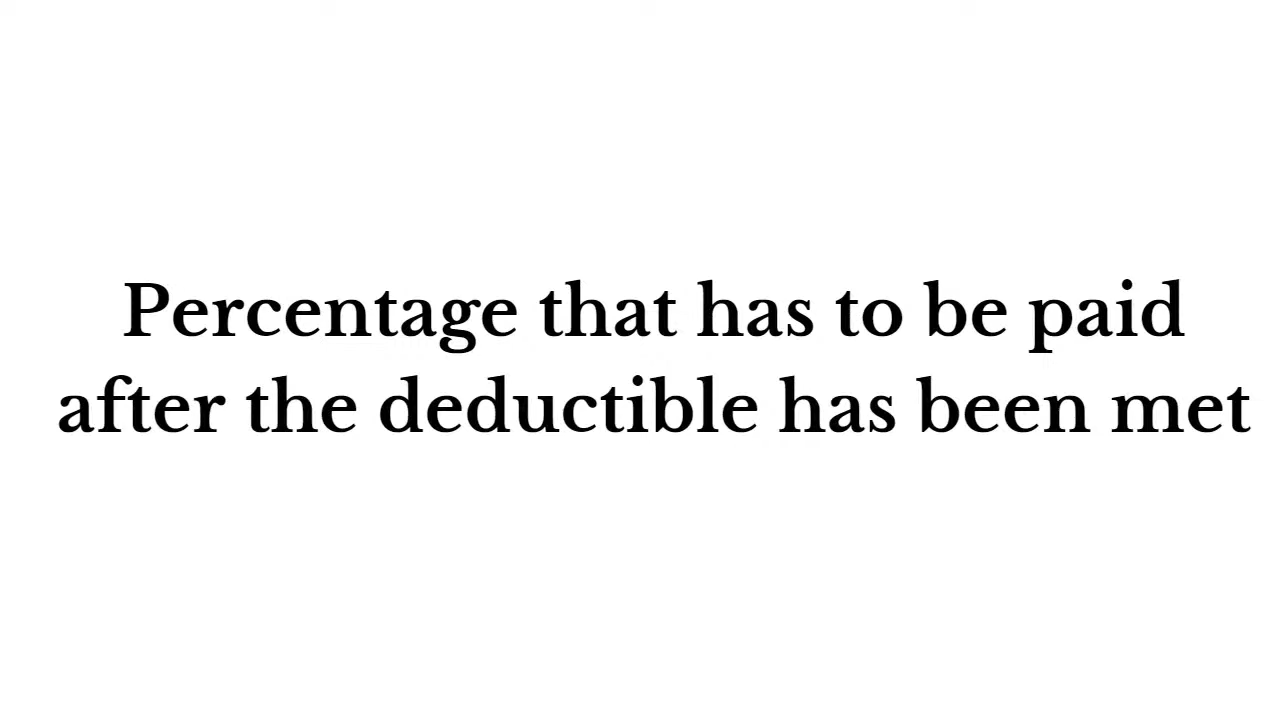 Percentage that has to be paid
after the deductible has been met